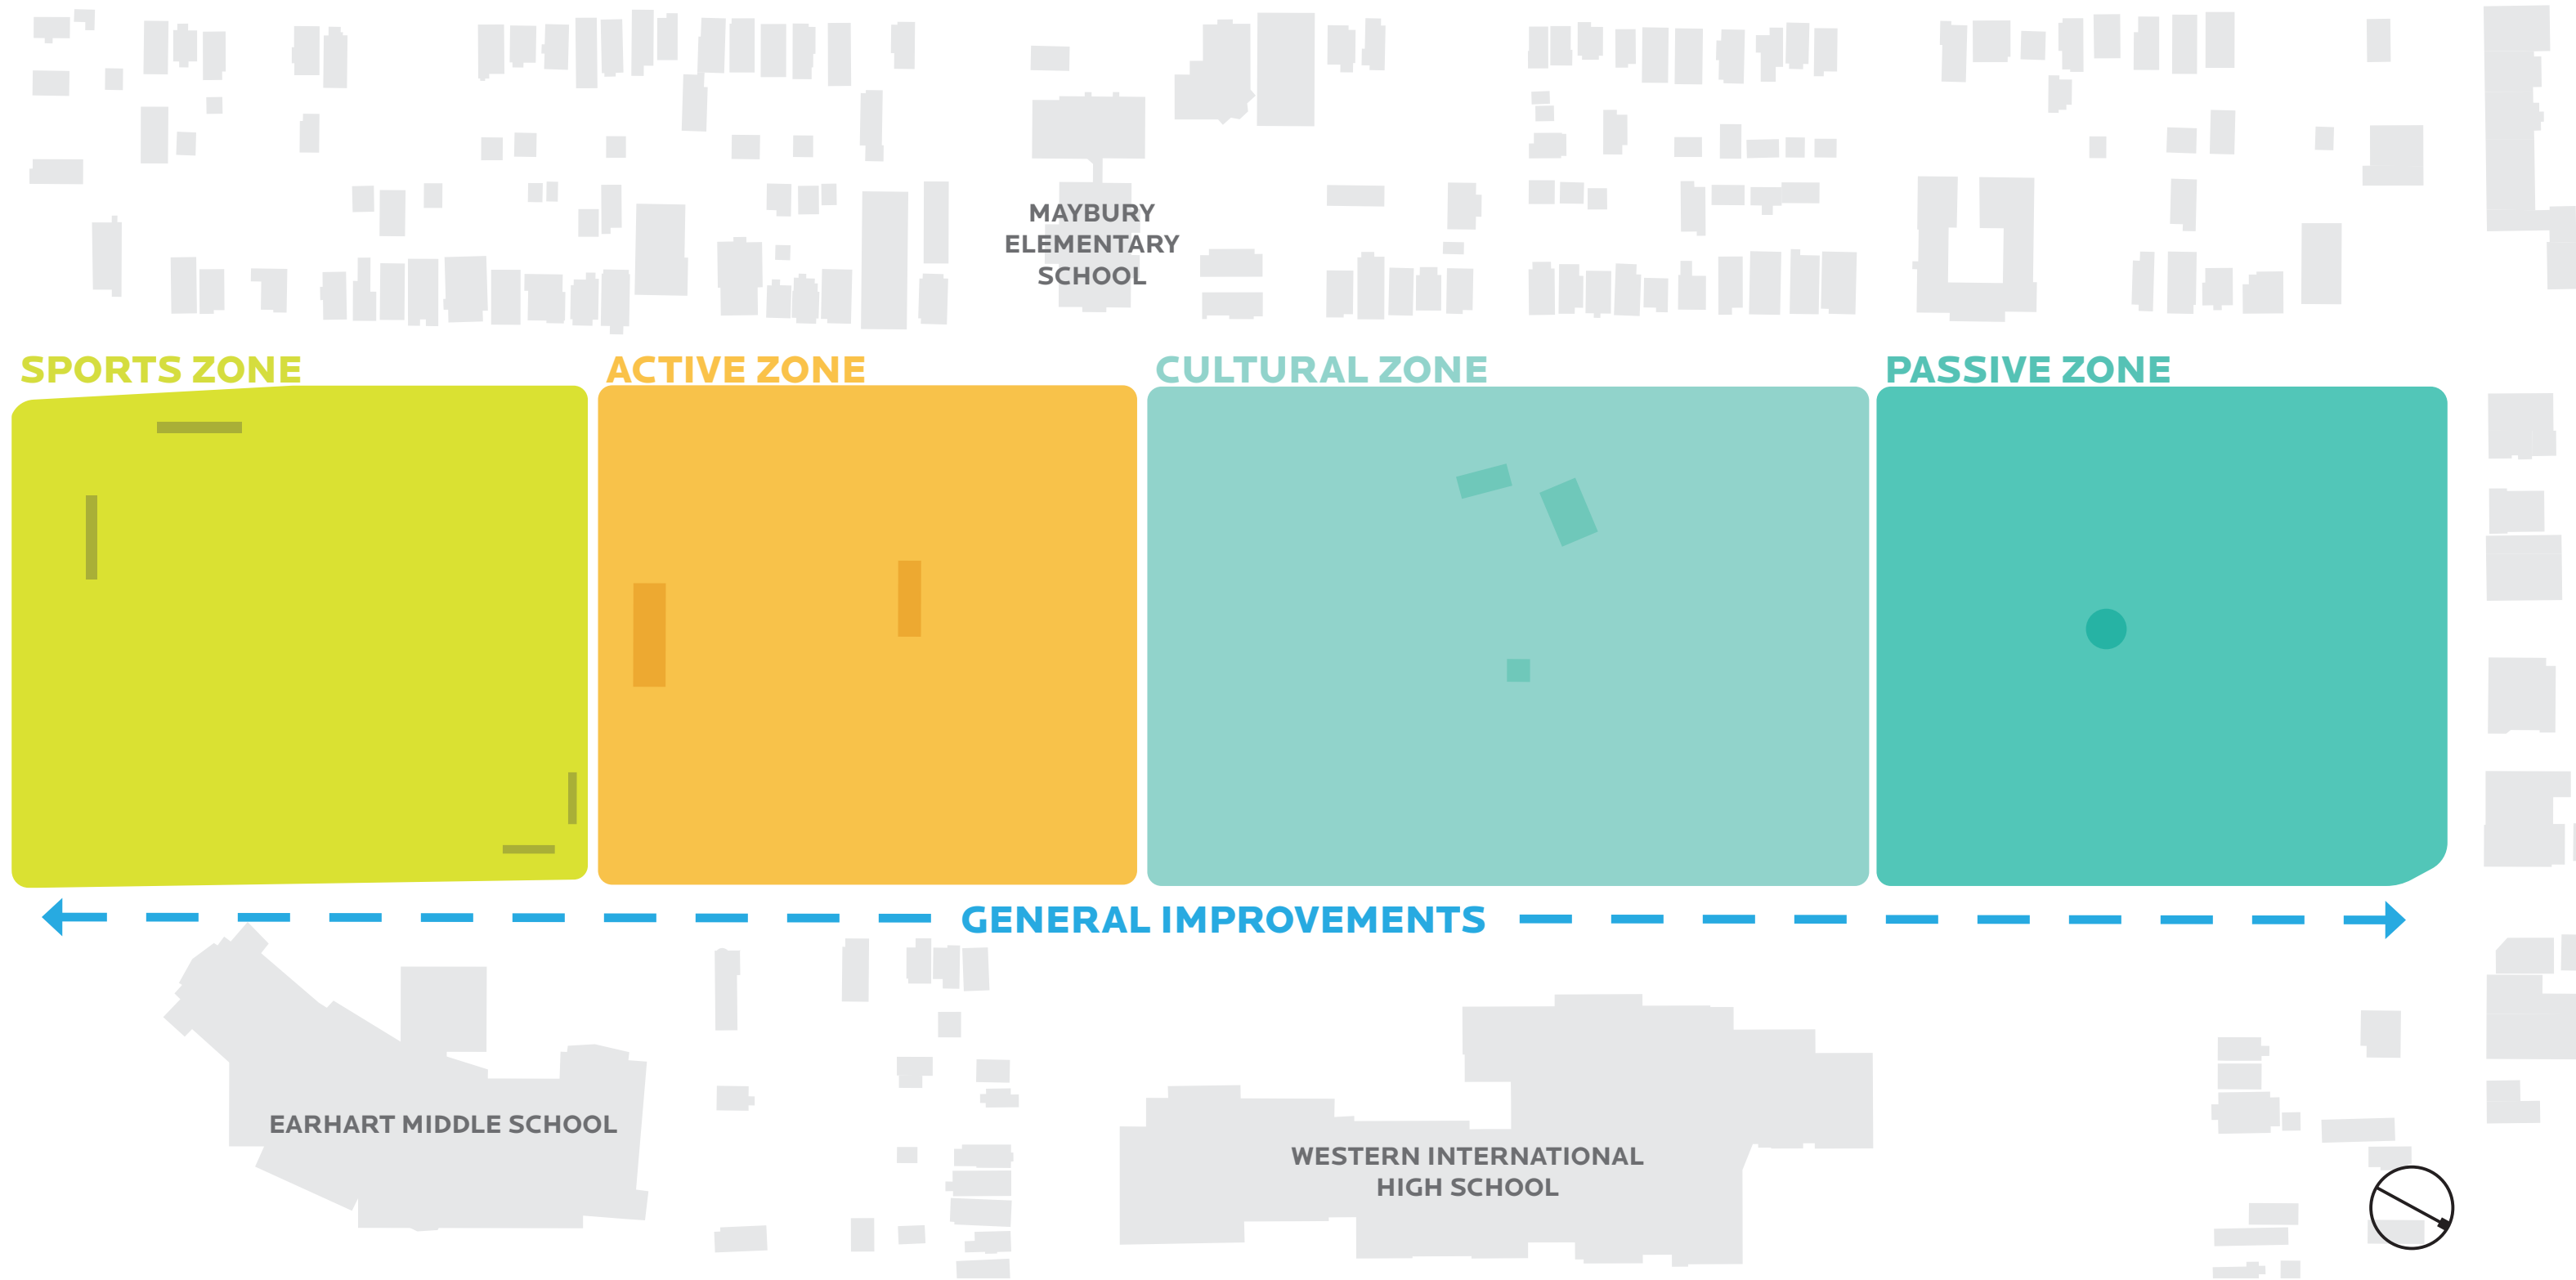 MAYBURY
ELEMENTARY
SCHOOL
SPORTS ZONE
ACTIVE ZONE
CULTURAL ZONE
PASSIVE ZONE
GENERAL IMPROVEMENTS
EARHART MIDDLE SCHOOL
WESTERN INTERNATIONAL
HIGH SCHOOL